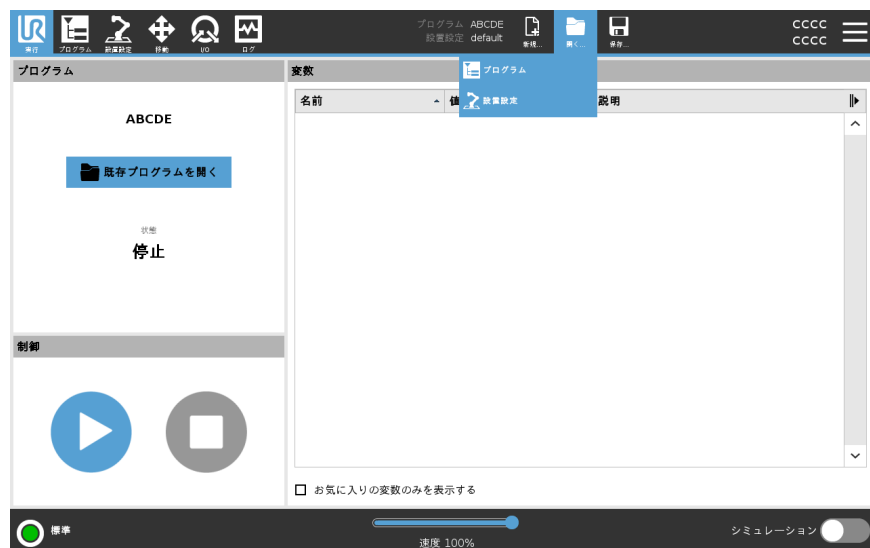 プログラム ABCDE
設置設定 default
CCCC
CCCC
実行
プログラム
設置設定
移動
I/O
ログ
新規...
開く...
保存...
プログラム
設置設定
プログラム
変数
名前
値
説明
ABCDE
既存プログラムを開く
状態
停止
制御
お気に入りの変数のみを表示する
標準
速度 100%
シミュレーション